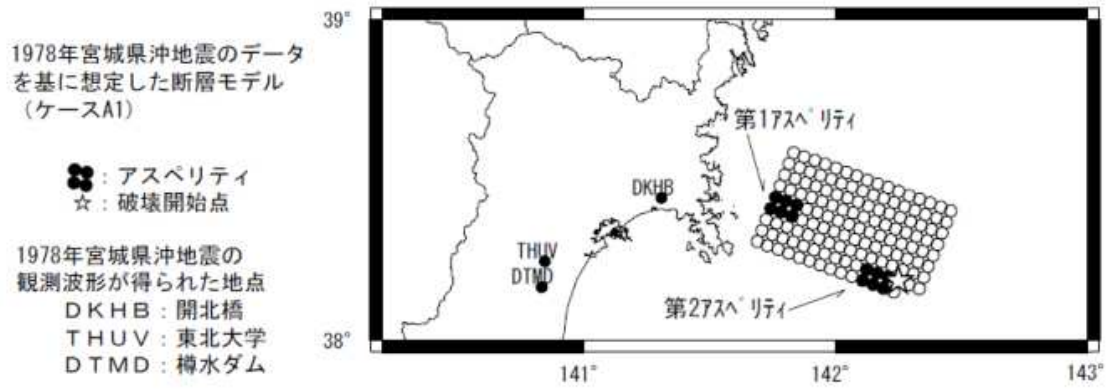 1978年宮城県沖地震のデータ
を基に想定した断層モデル
(ケースA1)
:アスペリティ
☆:破壊開始点
1978年宮城県沖地震の
観測波形が得られた地点
DKHB:開北橋
THUV:東北大学
DTMD:樽水ダム
39°
38°
141°
142°
143°
第1アスペリティ
DKHB
THUV
DTMD
第2アスペリティ